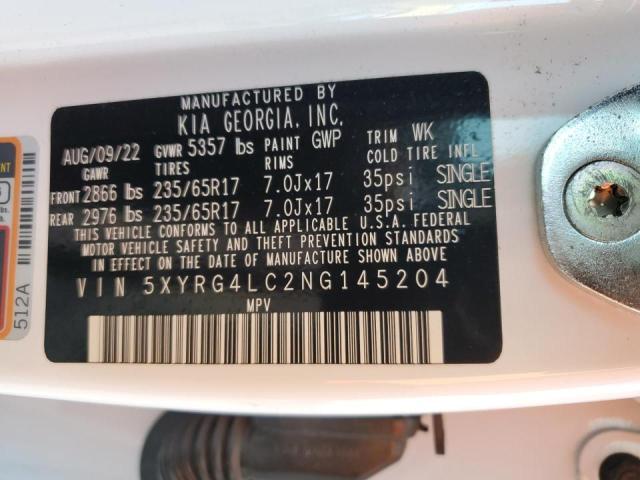 MANUFACTURED BY
KIA GEORGIA, INC.
AUG/09/22 GVWR 5357 lbs PAINT GWP TRIM WK
GAWR TIRES RIMS COLD TIRE INFL
FRONT 2866 lbs 235/65R17 7.0Jx17 35psi SINGLE
REAR 2976 lbs 235/65R17 7.0Jx17 35psi SINGLE
THIS VEHICLE CONFORMS TO ALL APPLICABLE U.S.A. FEDERAL
MOTOR VEHICLE SAFETY AND THEFT PREVENTION STANDARDS
IN EFFECT ON THE DATE OF MANUFACTURE SHOWN ABOVE.
VIN 5XYRG4LC2NG145204
MPV
512A